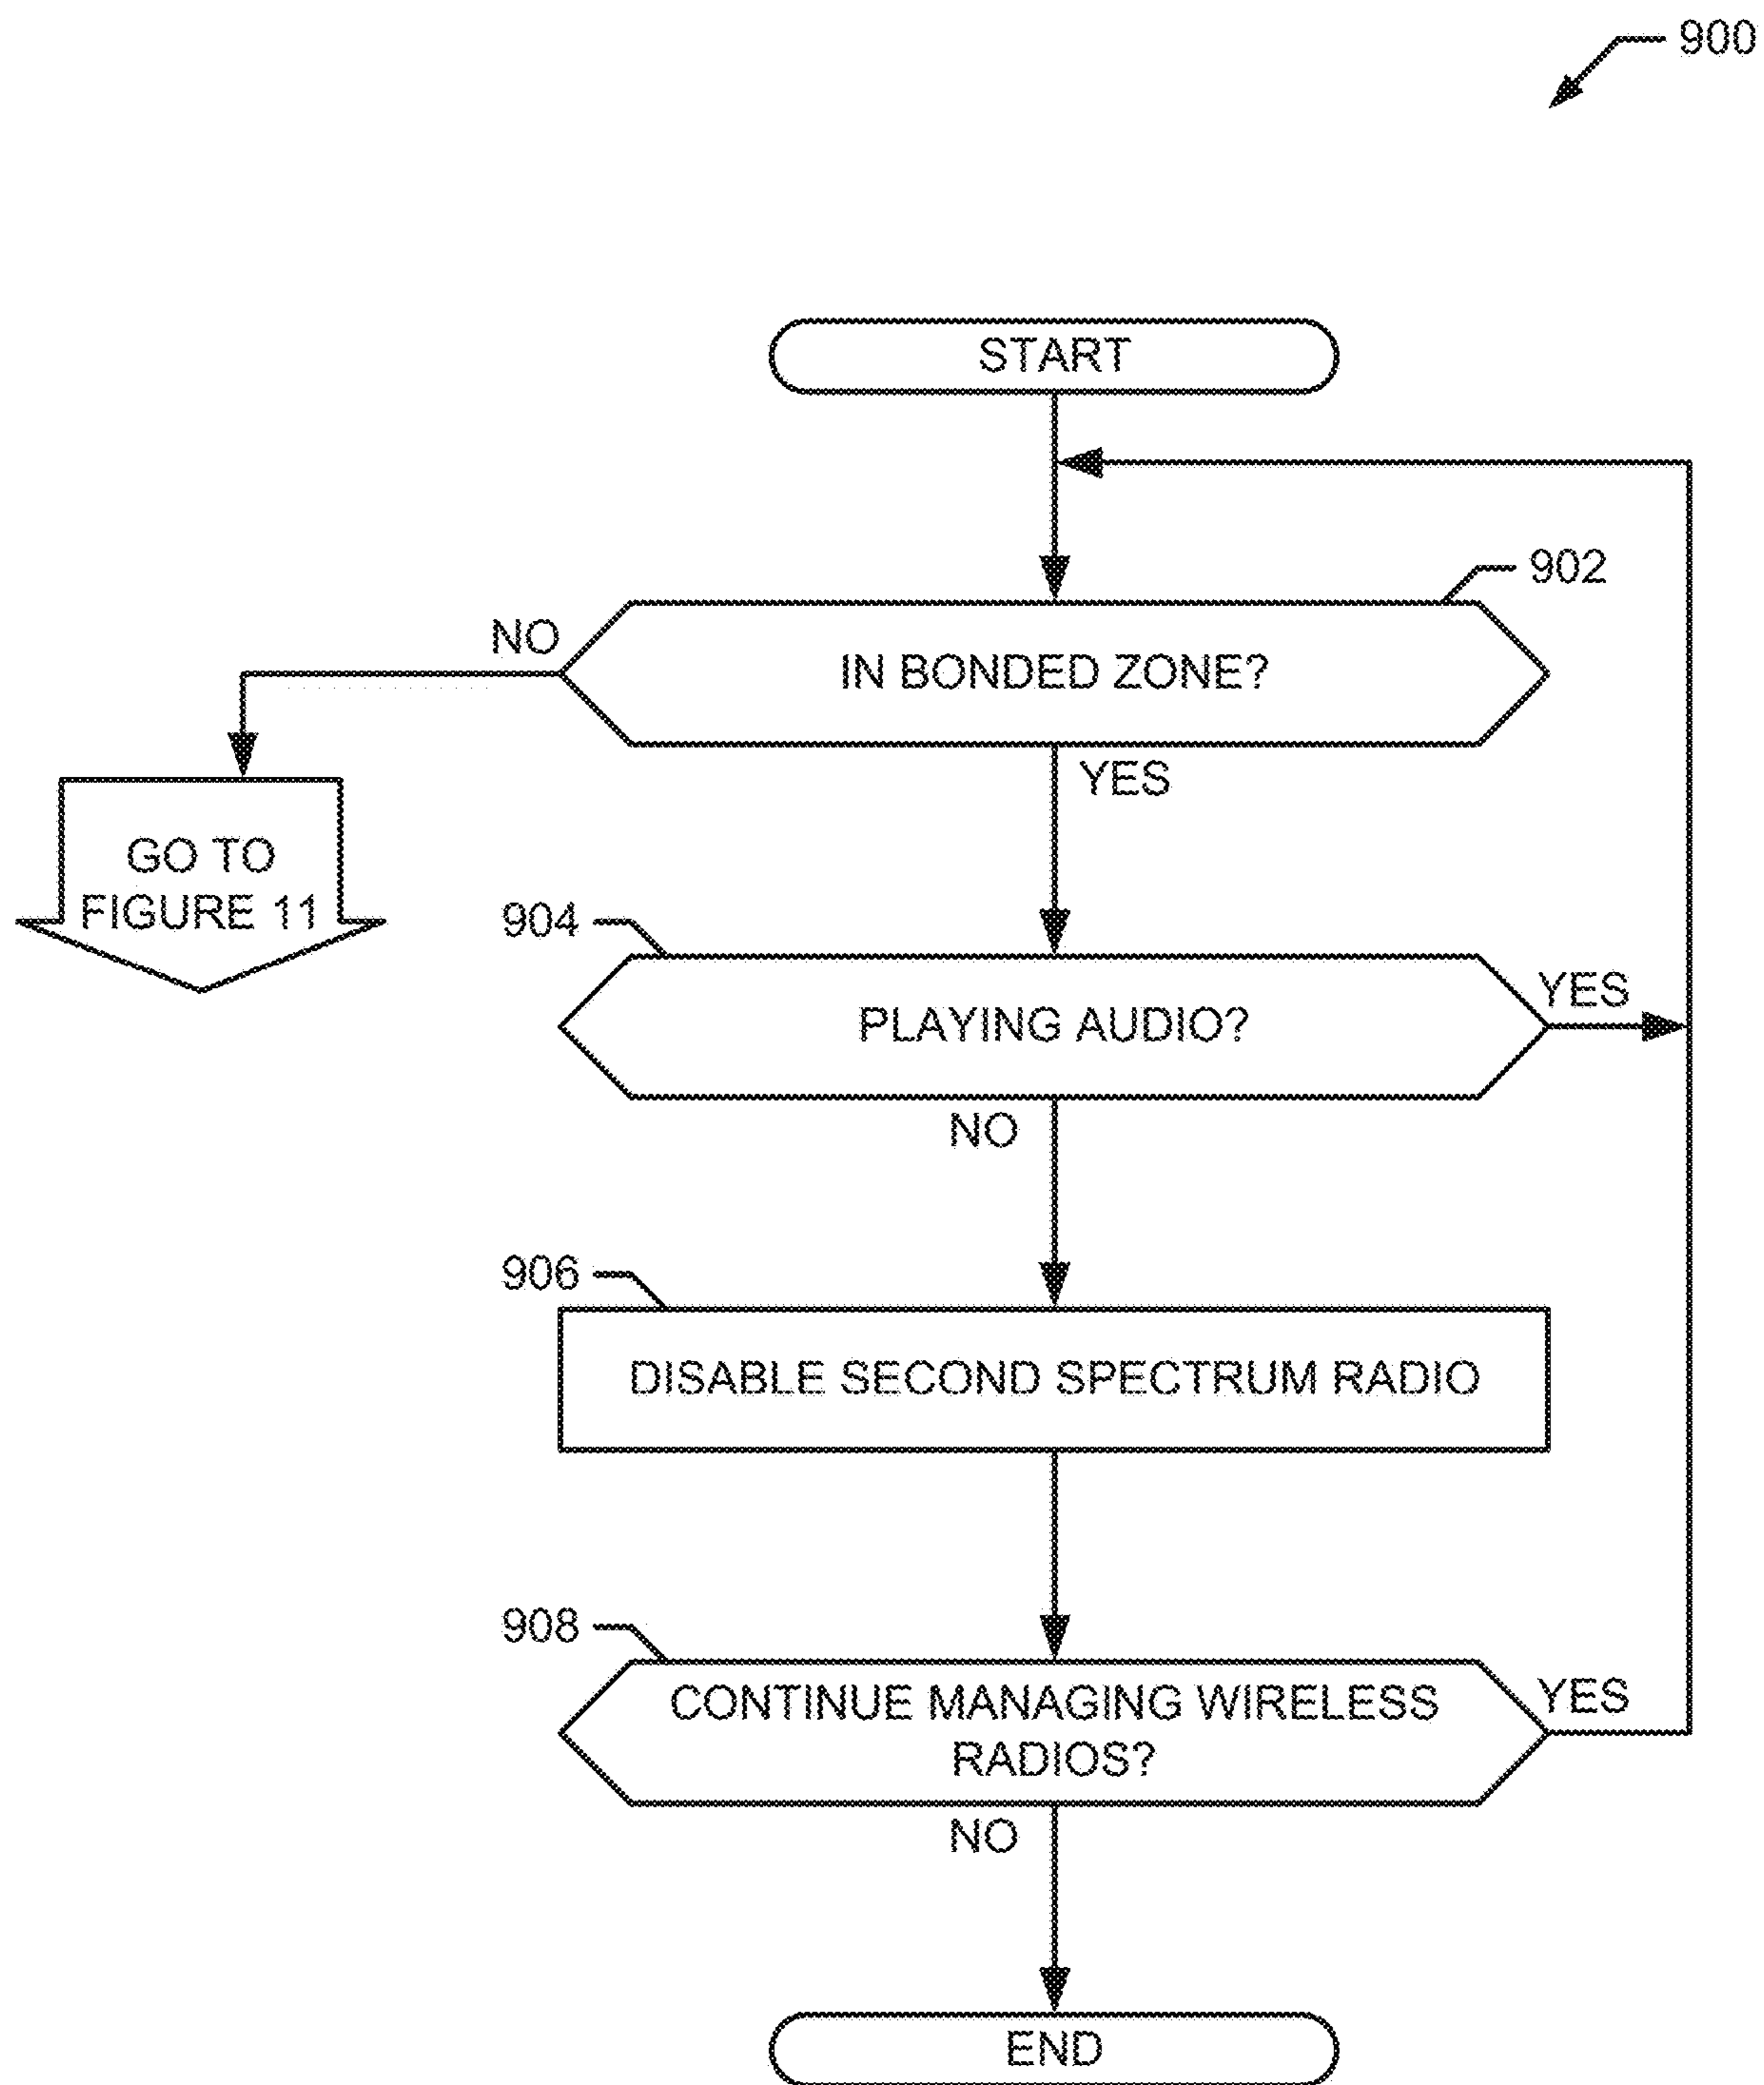 900
START
902
NO
IN BONDED ZONE?
YES
GO TO
FIGURE 11
904
YES
PLAYING AUDIO?
NO
906
DISABLE SECOND SPECTRUM RADIO
908
CONTINUE MANAGING WIRELESS
RADIOS?
YES
NO
END